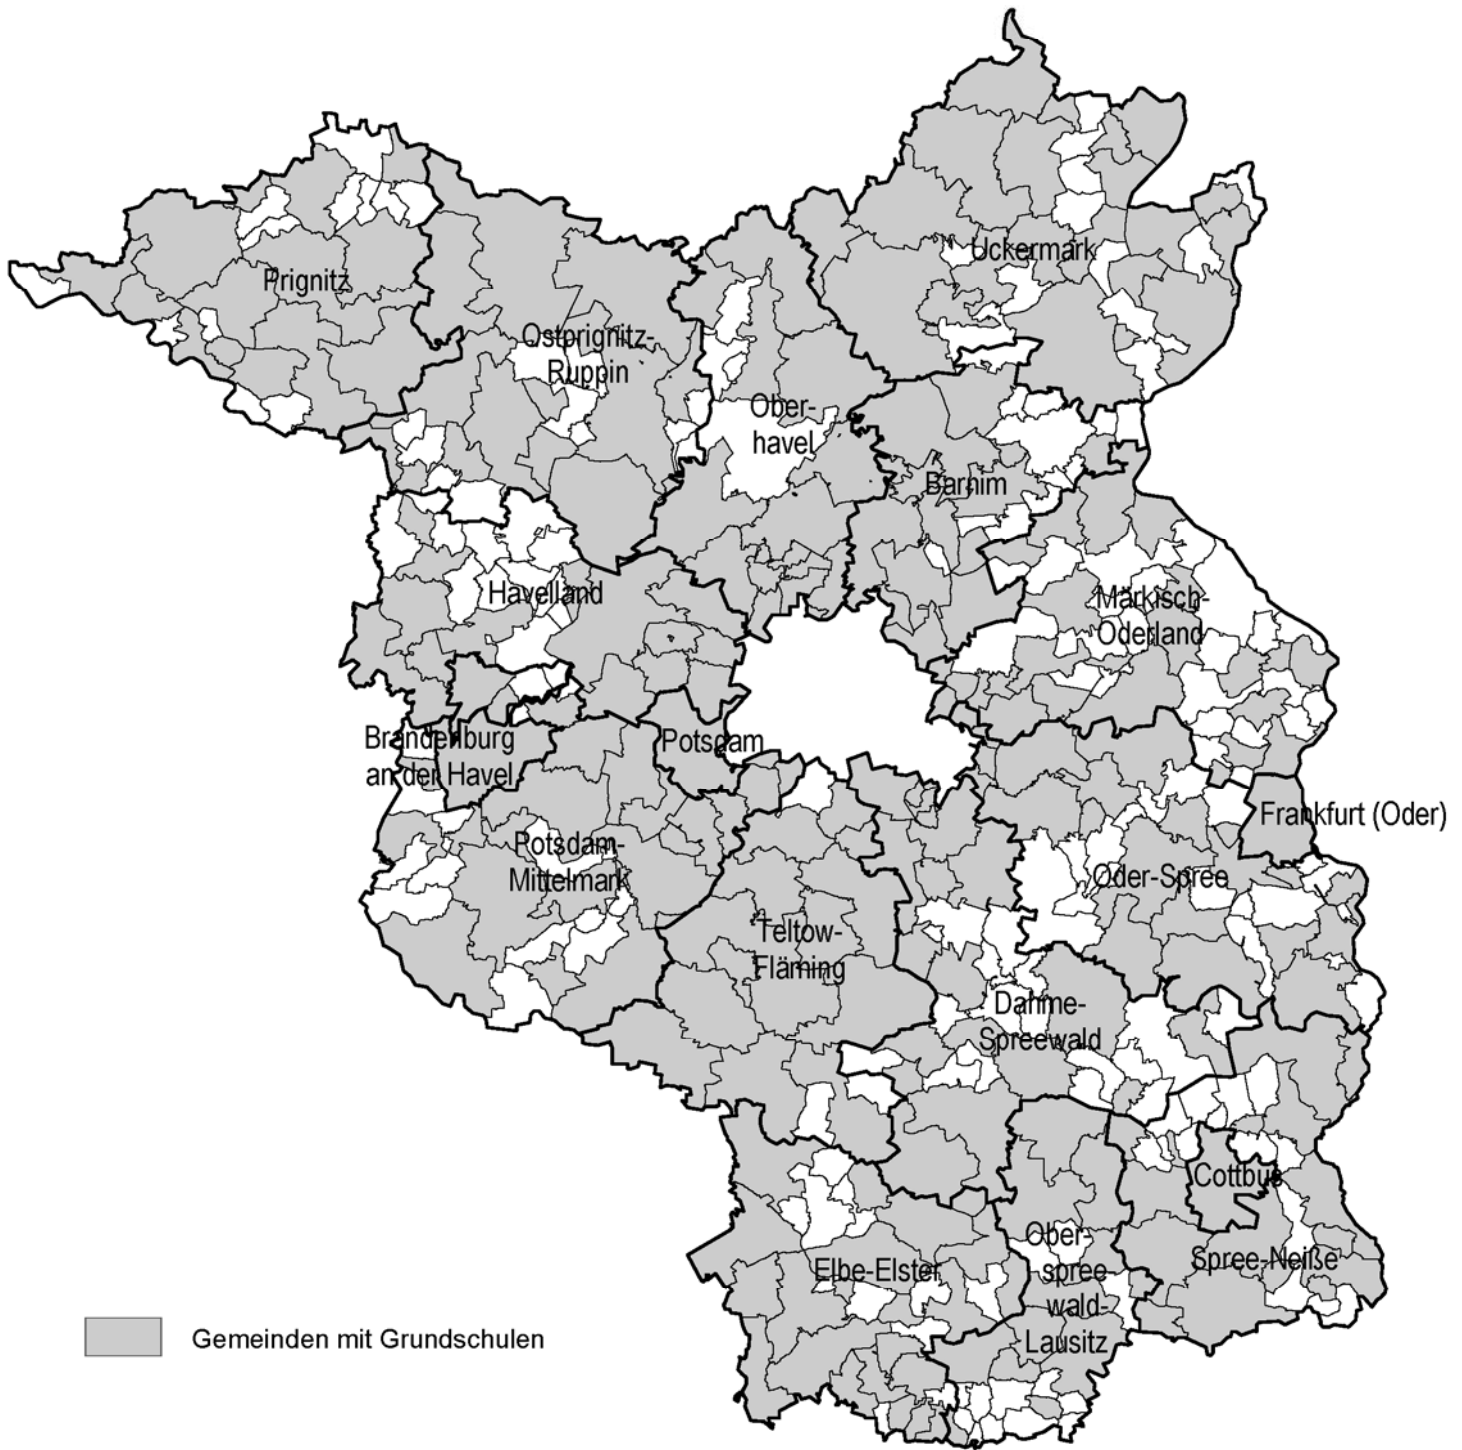 Uckermark
Prignitz
Ostprignitz-
Ruppin
Ober-
havel
Barnim
Havelland
Märkisch-
Oderland
Brandenburg
an der Havel
Potsdam
Frankfurt (Oder)
Potsdam-
Mittelmark
Oder-Spree
Teltow-
Fläming
Dahme-
Spreewald
Cottbus
Ober-
spree-
wald-
Lausitz
Spree-Neiße
Elbe-Elster
Gemeinden mit Grundschulen